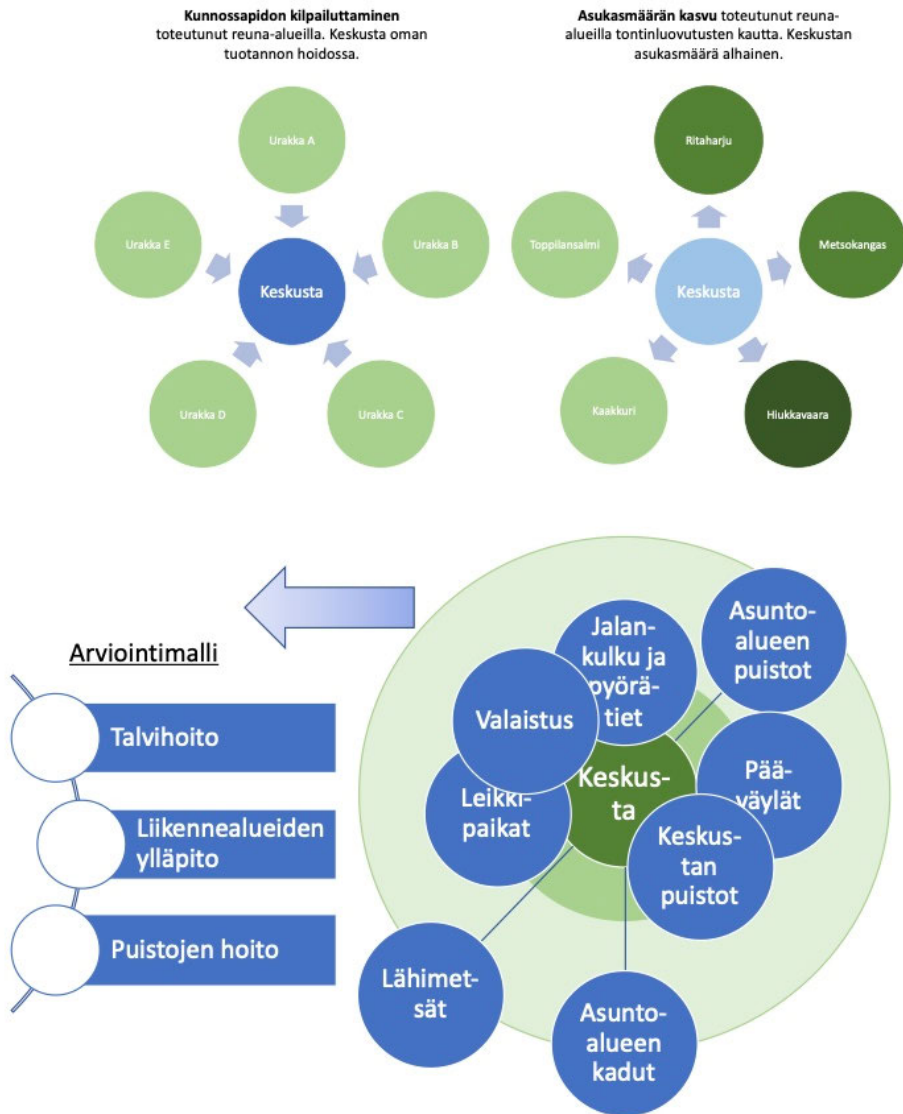 Kunnossapidon kilpailuttaminen
toteutunut reuna-alueilla. Keskusta oman
tuotannon hoidossa.
Asukasmäärän kasvu toteutunut reuna-
alueilla tontinluovutusten kautta. Keskustan
asukasmäärä alhainen.
Urakka A
Urakka E
Urakka B
Keskusta
Urakka D
Urakka C
Ritaharju
Toppilansalmi
Metsokangas
Keskusta
Kaakkuri
Hiukkavaara
Arviointimalli
Talvihoito
Liikennealueiden
ylläpito
Puistojen hoito
Jalan-
kulku ja
pyörä-
tiet
Asunto-
alueen
puistot
Valaistus
Keskus-
ta
Pää-
väylät
Leikki-
paikat
Keskus-
tan
puistot
Lähimet-
sät
Asunto-
alueen
kadut